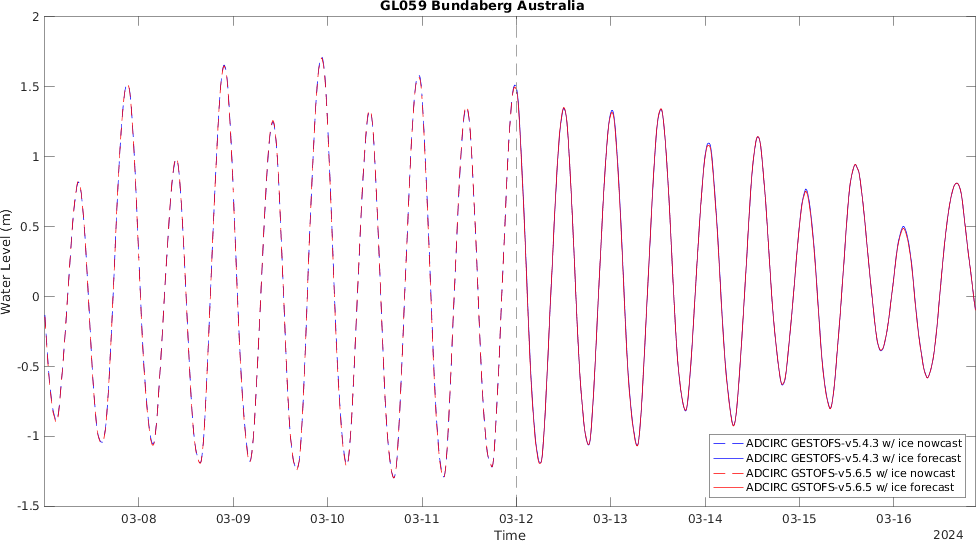 GL059 Bundaberg Australia
2
1.5
1
0.5
0
-0.5
-1
-1.5
Water Level (m)
ADCIRC GESTOFS-v5.4.3 w/ ice nowcast
ADCIRC GESTOFS-v5.4.3 w/ ice forecast
ADCIRC GSTOFS-v5.6.5 w/ ice nowcast
ADCIRC GSTOFS-v5.6.5 w/ ice forecast
03-08 03-09 03-10 03-11 03-12 03-13 03-14 03-15 03-16
Time
2024